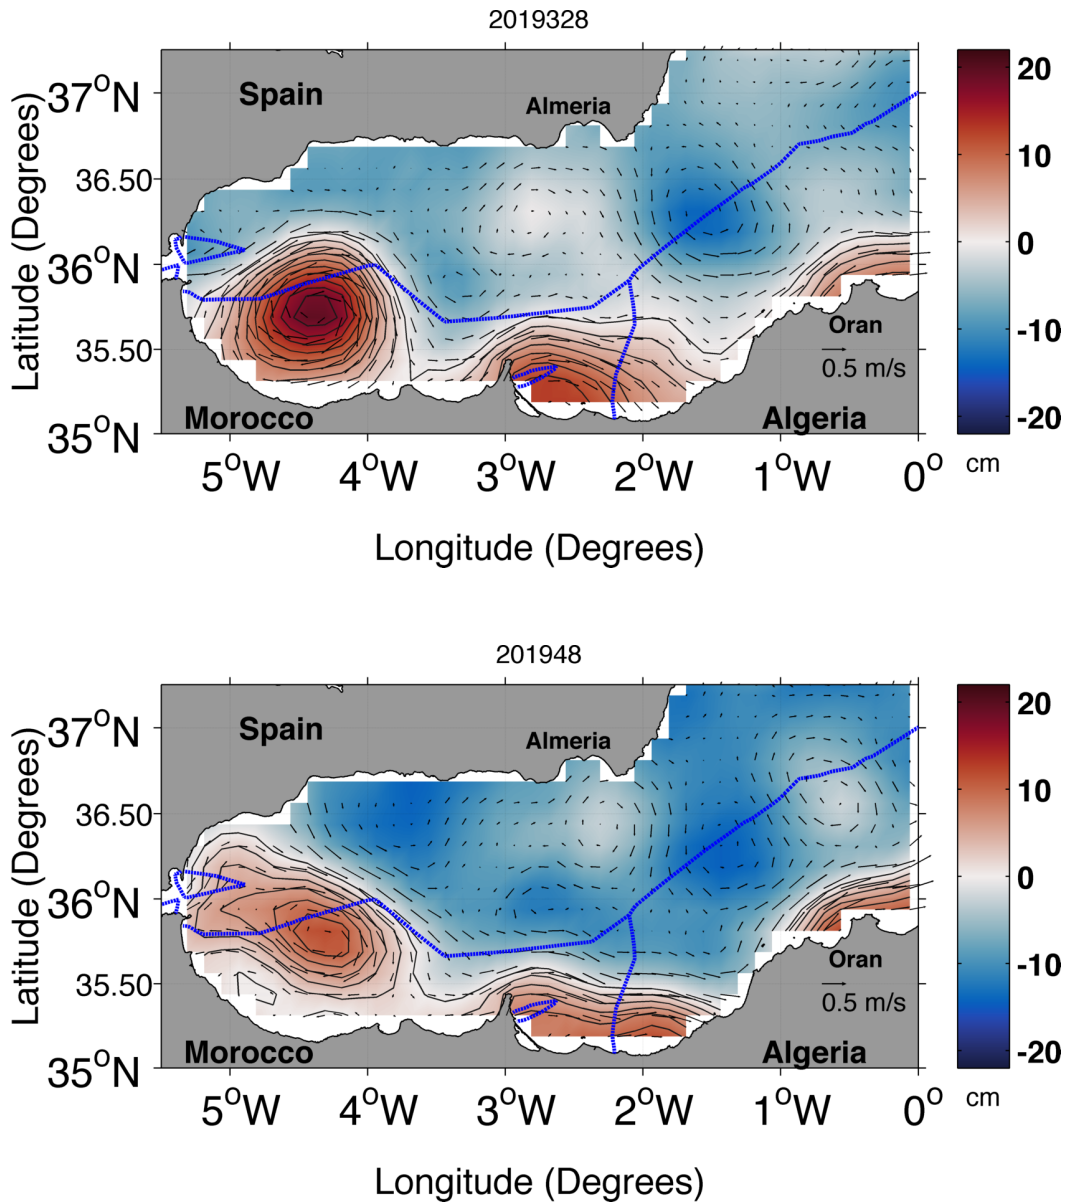 2019328
Latitude (Degrees)
37°N
36.50
36°N
35.50
35°N
Spain
Almeria
Oran
0.5 m/s
Morocco
Algeria
5°W
4°W
3°W
2°W
1°W
0°
Longitude (Degrees)
20
10
0
-10
-20
cm
201948
Latitude (Degrees)
37°N
36.50
36°N
35.50
35°N
Spain
Almeria
Oran
0.5 m/s
Morocco
Algeria
5°W
4°W
3°W
2°W
1°W
0°
Longitude (Degrees)
20
10
0
-10
-20
cm